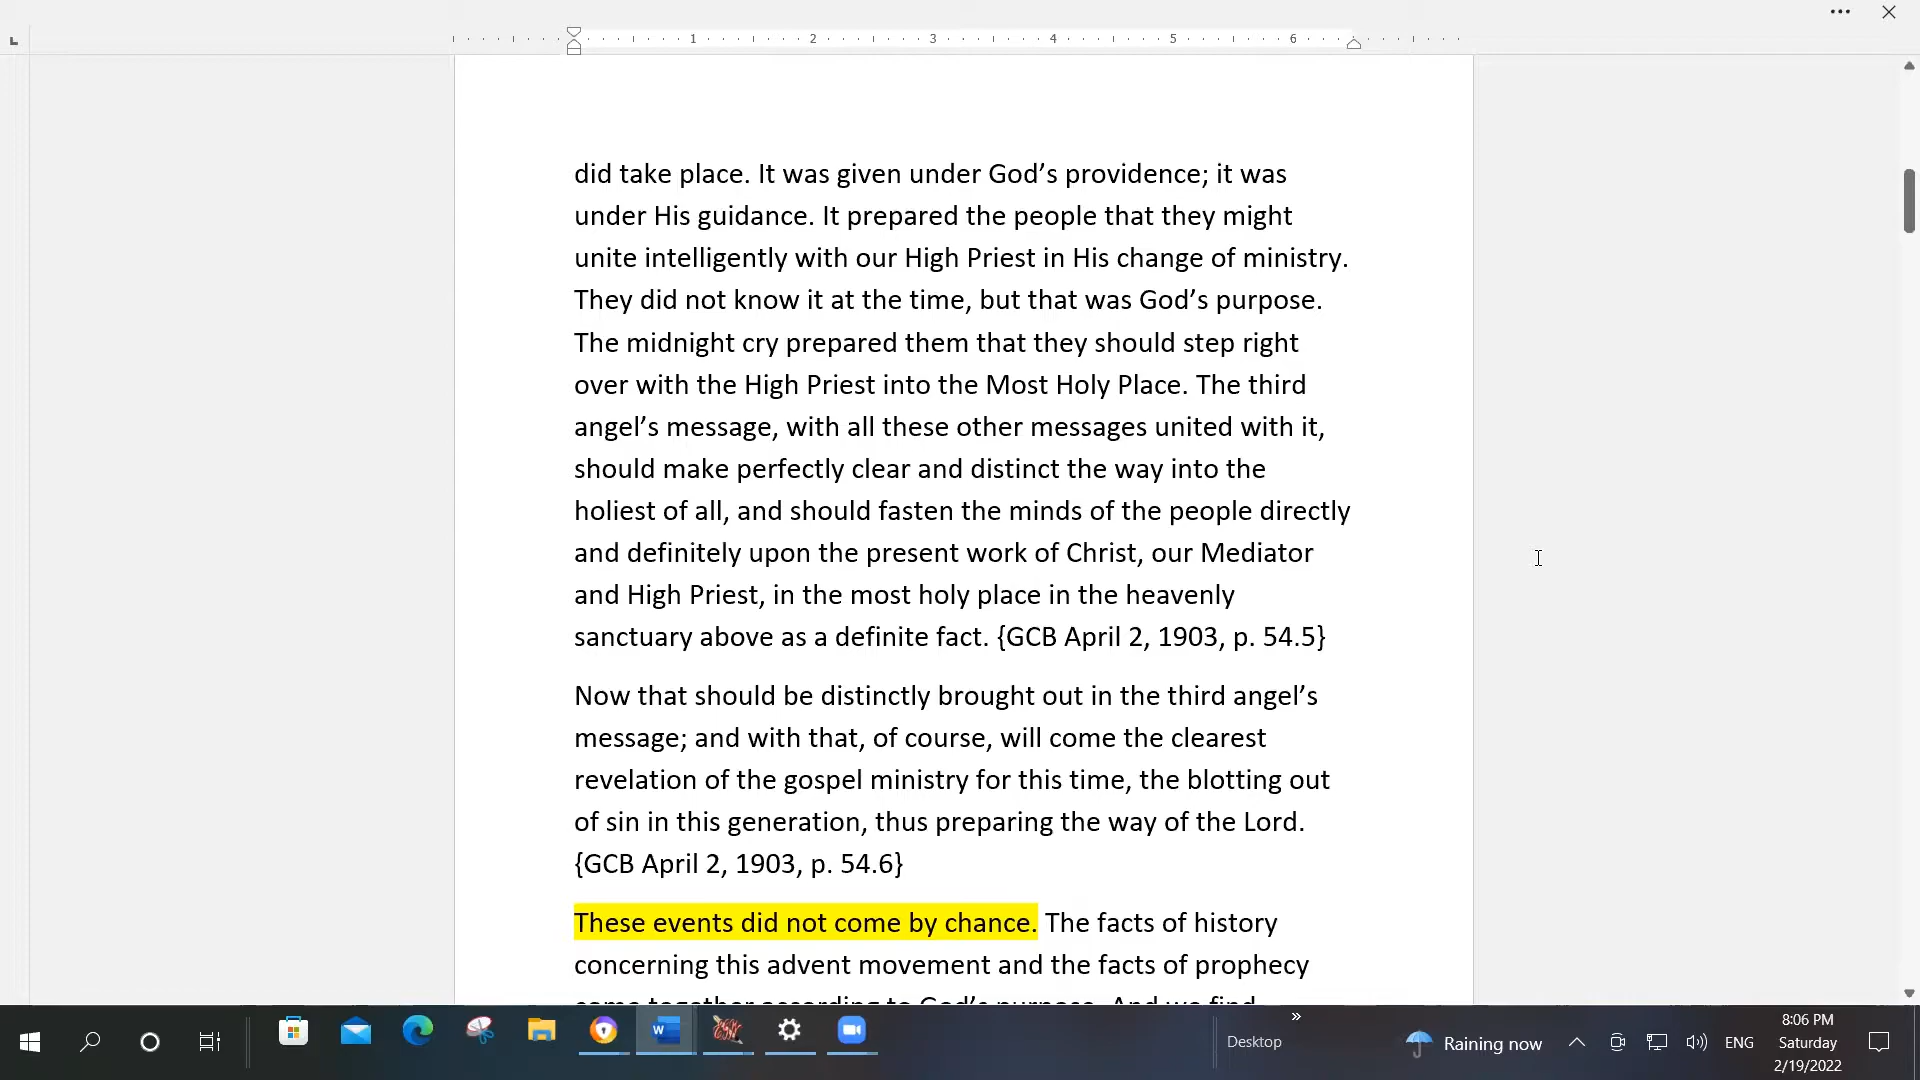 1 2 3 4 5 6
did take place. It was given under God’s providence; it was
under His guidance. It prepared the people that they might
unite intelligently with our High Priest in His change of ministry.
They did not know it at the time, but that was God’s purpose.
The midnight cry prepared them that they should step right
over with the High Priest into the Most Holy Place. The third
angel’s message, with all these other messages united with it,
should make perfectly clear and distinct the way into the
holiest of all, and should fasten the minds of the people directly
and definitely upon the present work of Christ, our Mediator
and High Priest, in the most holy place in the heavenly
sanctuary above as a definite fact. {GCB April 2, 1903, p. 54.5}
Now that should be distinctly brought out in the third angel’s
message; and with that, of course, will come the clearest
revelation of the gospel ministry for this time, the blotting out
of sin in this generation, thus preparing the way of the Lord.
{GCB April 2, 1903, p. 54.6}
These events did not come by chance. The facts of history
concerning this advent movement and the facts of prophecy
come together according to God’s purpose. And we find
Desktop
Raining now
ENG
8:06 PM
Saturday
2/19/2022